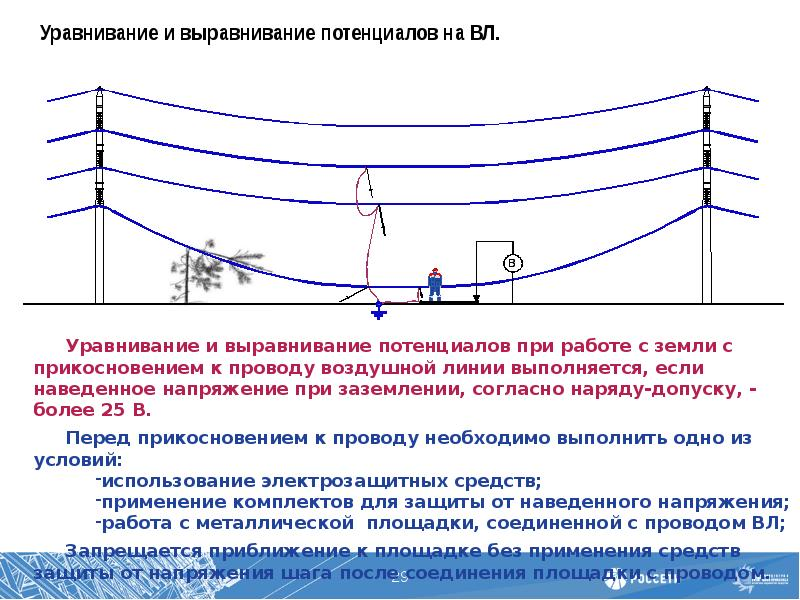 Уравнивание и выравнивание потенциалов на ВЛ.
В
Уравнивание и выравнивание потенциалов при работе с земли с
прикосновением к проводу воздушной линии выполняется, если
наведенное напряжение при заземлении, согласно наряду-допуску, -
более 25 В.
Перед прикосновением к проводу необходимо выполнить одно из
условий:
-использование электрозащитных средств;
-применение комплектов для защиты от наведенного напряжения;
-работа с металлической площадки, соединенной с проводом ВЛ;
Запрещается приближение к площадке без применения средств
защиты от напряжения шага после соединения площадки с проводом.
29
РОССЕТИ